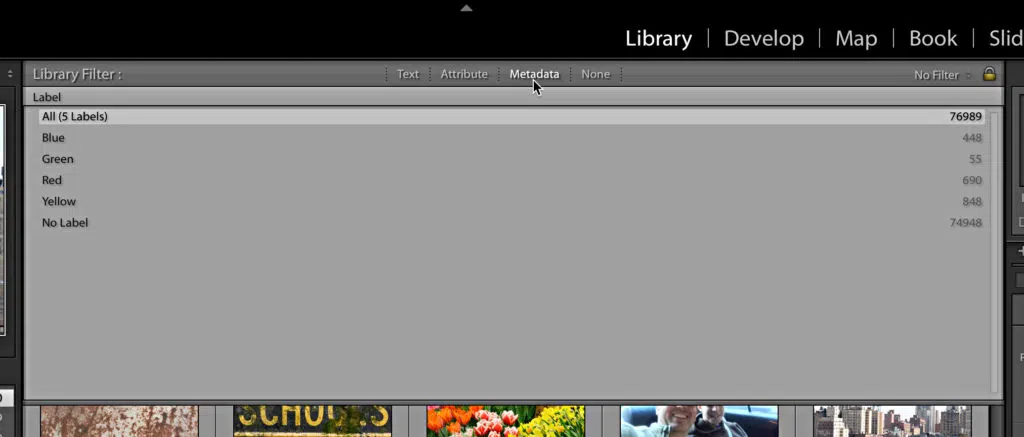 Library | Develop | Map | Book | Slid
Library Filter :
Text
Attribute
Metadata
None
No Filter
Label
All (5 Labels) 76989
Blue 448
Green 55
Red 690
Yellow 848
No Label 74948
SCHOOLS